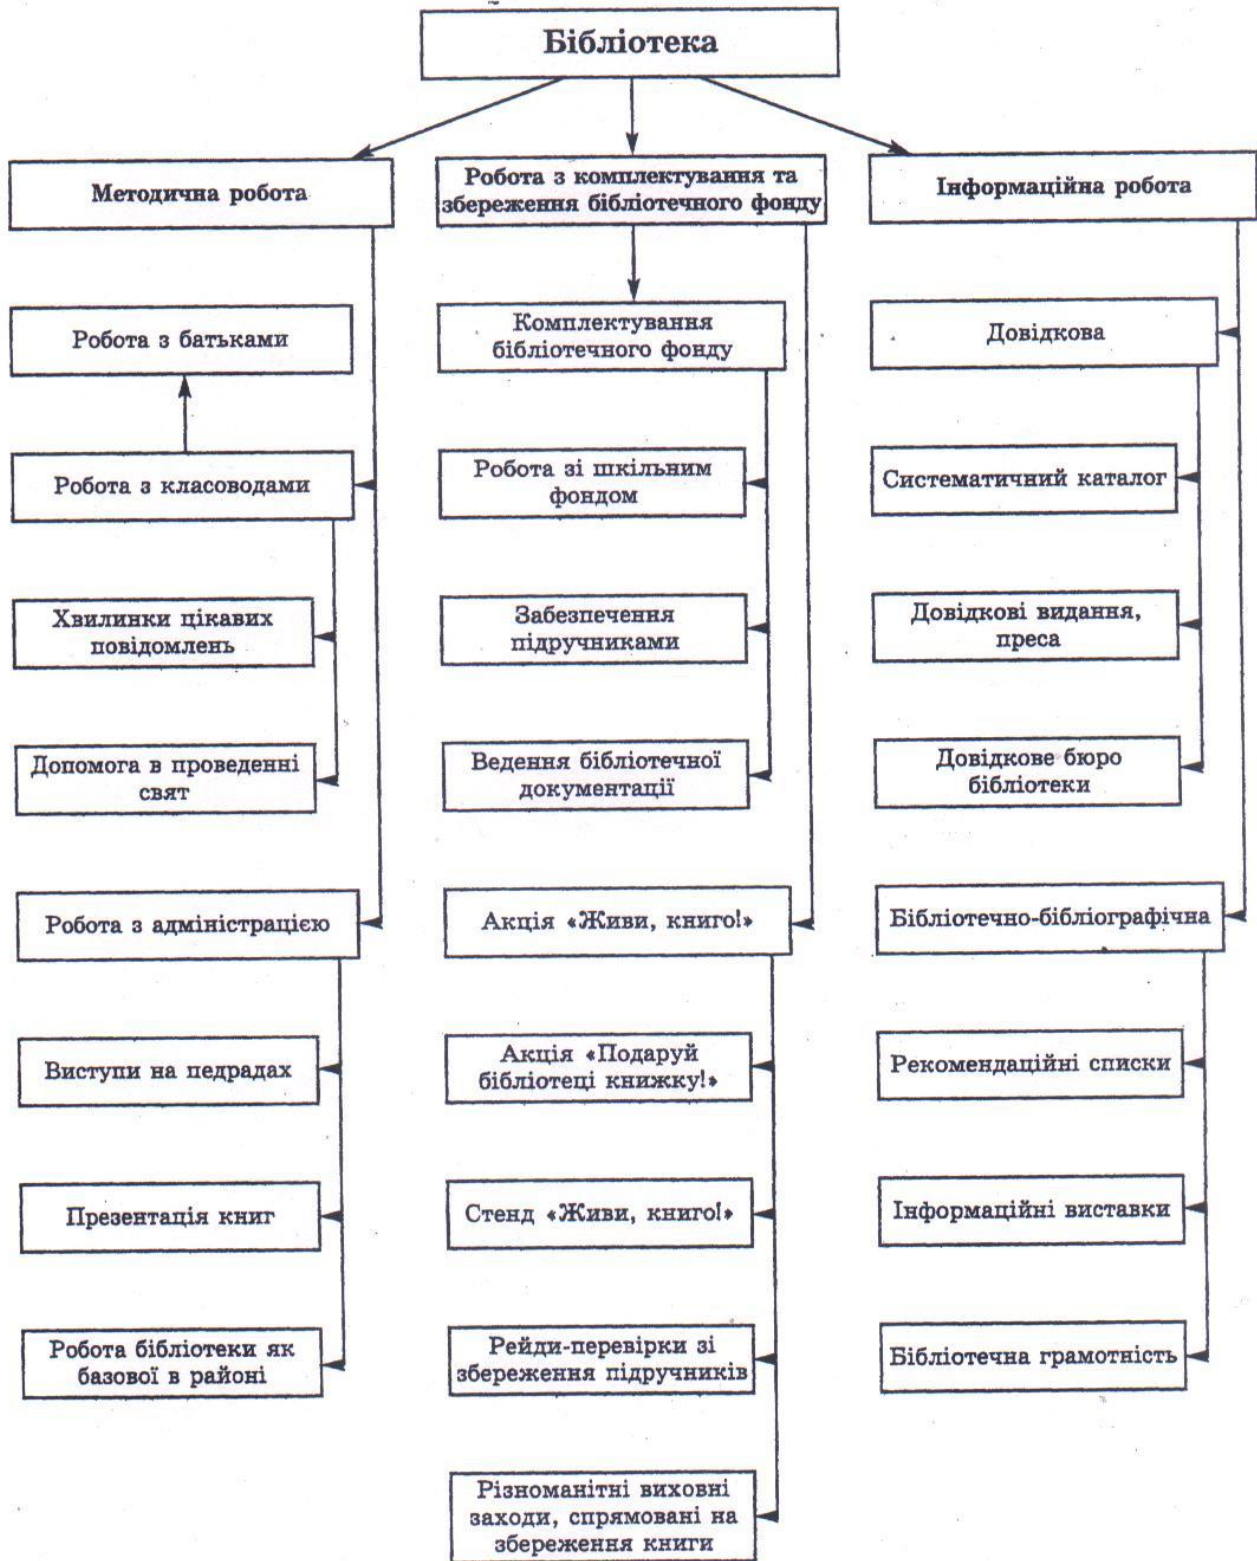 Бібліотека
Методична робота
Робота з батьками
Робота з класоводами
Хвилинки цікавих
повідомлень
Допомога в проведенні
свят
Робота з адміністрацією
Виступи на педрадах
Презентація книг
Робота бібліотеки як
базової в районі
Робота з комплектування та
збереження бібліотечного фонду
Комплектування
бібліотечного фонду
Робота зі шкільним
фондом
Забезпечення
підручниками
Ведення бібліотечної
документації
Акція «Живи, книго!»
Акція «Подаруй
бібліотеці книжку!»
Стенд «Живи, книго!»
Рейди-перевірки зі
збереження підручників
Різноманітні виховні
заходи, спрямовані на
збереження книги
Інформаційна робота
Довідкова
Систематичний каталог
Довідкові видання,
преса
Довідкове бюро
бібліотеки
Бібліотечно-бібліографічна
Рекомендаційні списки
Інформаційні виставки
Бібліотечна грамотність